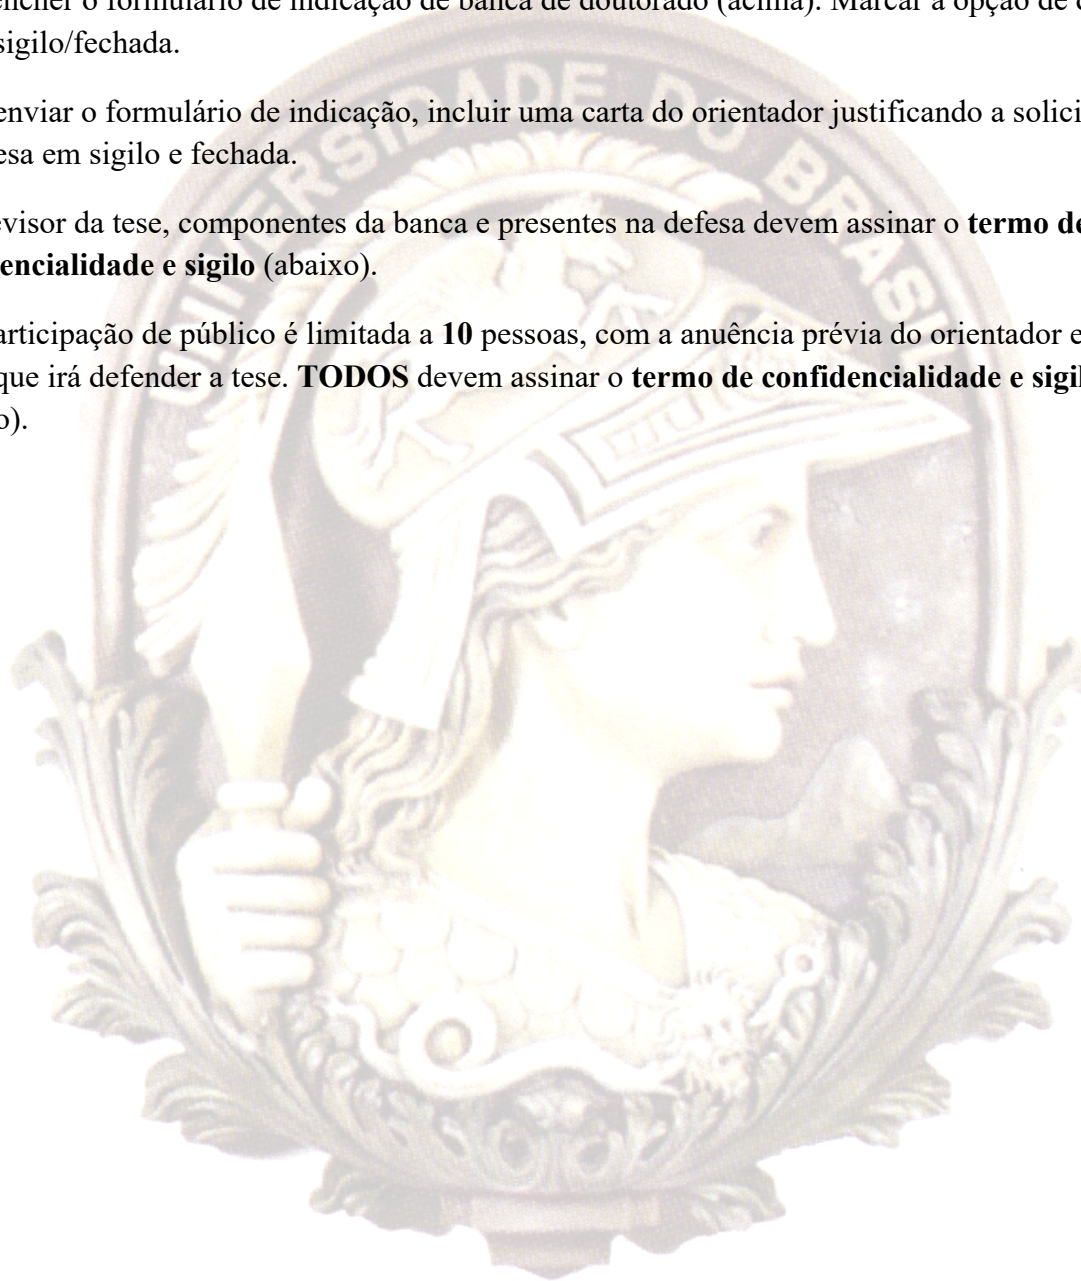 encher o formulário de indicação de banca de doutorado (acima). Marcar a opção de
sigilo/fechada.
enviar o formulário de indicação, incluir uma carta do orientador justificando a solici
esa em sigilo e fechada.
evisor da tese, componentes da banca e presentes na defesa devem assinar o termo de
encialidade e sigilo (abaixo).
articipação de público é limitada a 10 pessoas, com a anuência prévia do orientador e
que irá defender a tese. TODOS devem assinar o termo de confidencialidade e sigil
o).
UNIVERSIDADE DO BRASIL